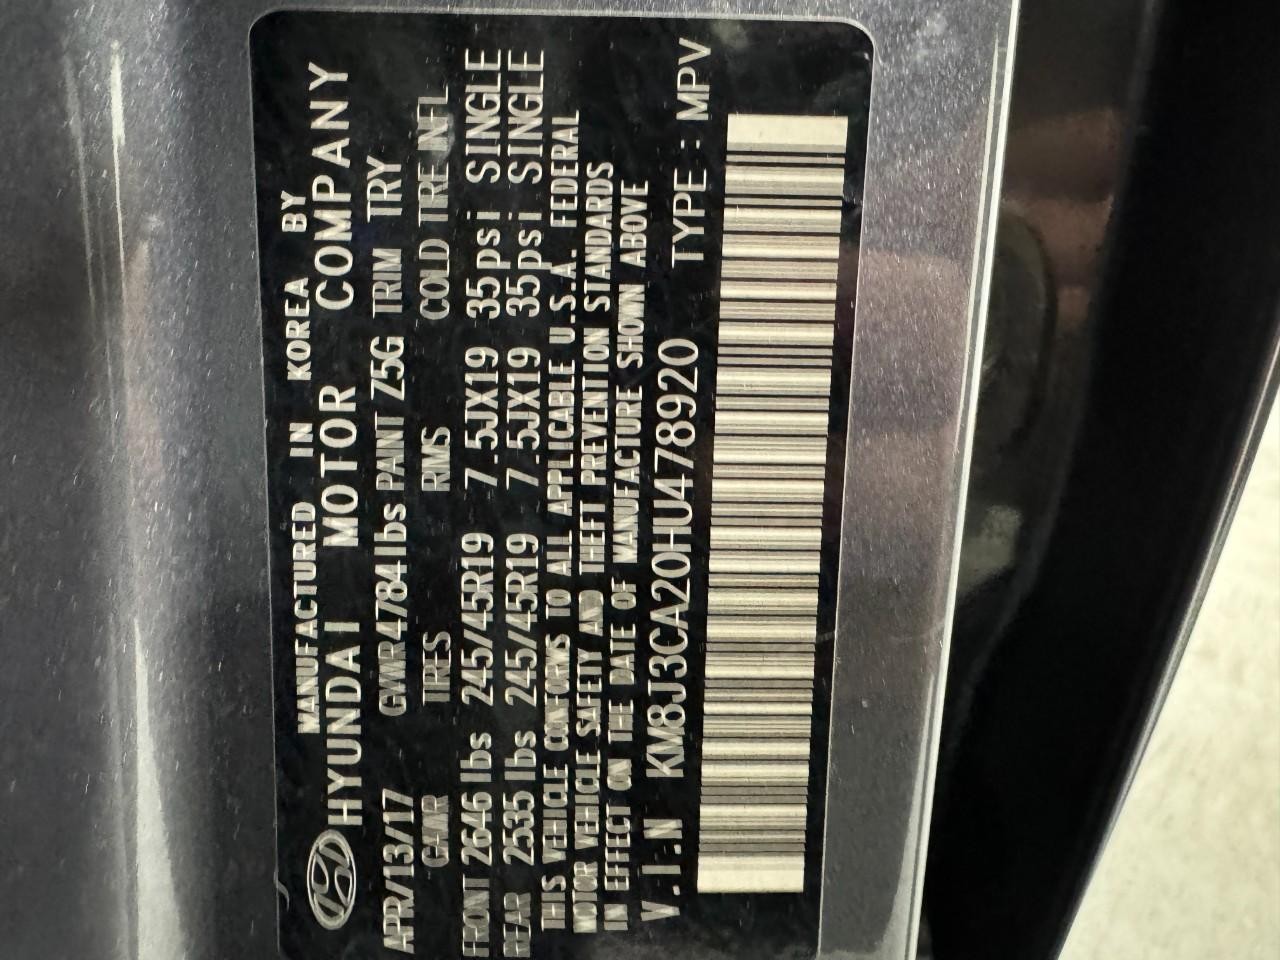 MANUFACTURED IN KOREA BY
HYUNDAI MOTOR COMPANY
APR/13/17 GVWR 4784 lbs PAINT Z5G TRIM TRY
GAWR TIRES RIMS COLD TIRE INFL
FRONT 2646 lbs 245/45R19 7.5JX19 35psi SINGLE
REAR 2535 lbs 245/45R19 7.5JX19 35psi SINGLE
THIS VEHICLE CONFORMS TO ALL APPLICABLE U.S.A. FEDERAL
MOTOR VEHICLE SAFETY AND THEFT PREVENTION STANDARDS
IN EFFECT ON THE DATE OF MANUFACTURE SHOWN ABOVE
V.I.N KM8J3CA20HU478920 TYPE : MPV